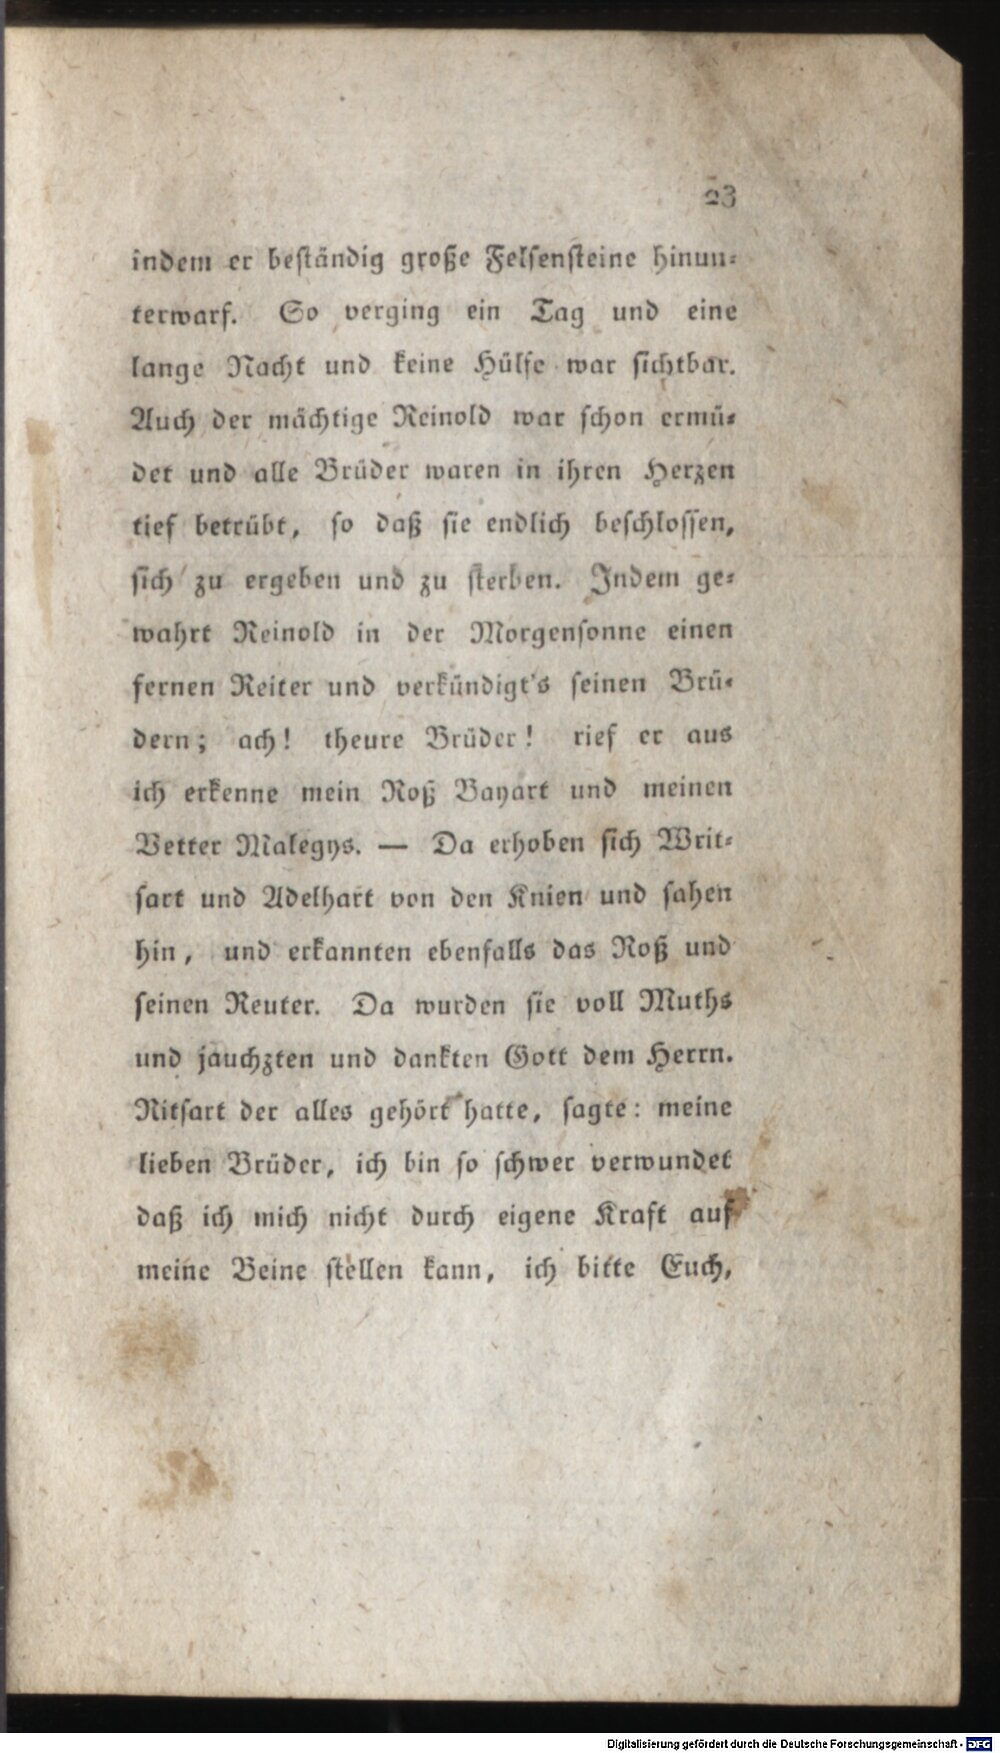 23
indem er beständig große Felsensteine hinun-
terwarf. So verging ein Tag und eine
lange Nacht und keine Hülfe war sichtbar.
Auch der mächtige Reinold war schon ermü-
det und alle Brüder waren in ihren Herzen
tief betrübt, so daß sie endlich beschlossen,
sich zu ergeben und zu sterben. Indem ge-
wahrt Reinold in der Morgensonne einen
fernen Reiter und verkündigt's seinen Brü-
dern; ach! theure Brüder! rief er aus
ich erkenne mein Roß Bayart und meinen
Vetter Malegys. — Da erhoben sich Writ-
sart und Adelhart von den Knien und sahen
hin, und erkannten ebenfalls das Roß und
seinen Reuter. Da wurden sie voll Muths
und jauchzten und dankten Gott dem Herrn.
Ritsart der alles gehört hatte, sagte: meine
lieben Brüder, ich bin so schwer verwundet
daß ich mich nicht durch eigene Kraft auf
meine Beine stellen kann, ich bitte Euch,
Digitalisierung gefördert durch die Deutsche Forschungsgemeinschaft - DFG